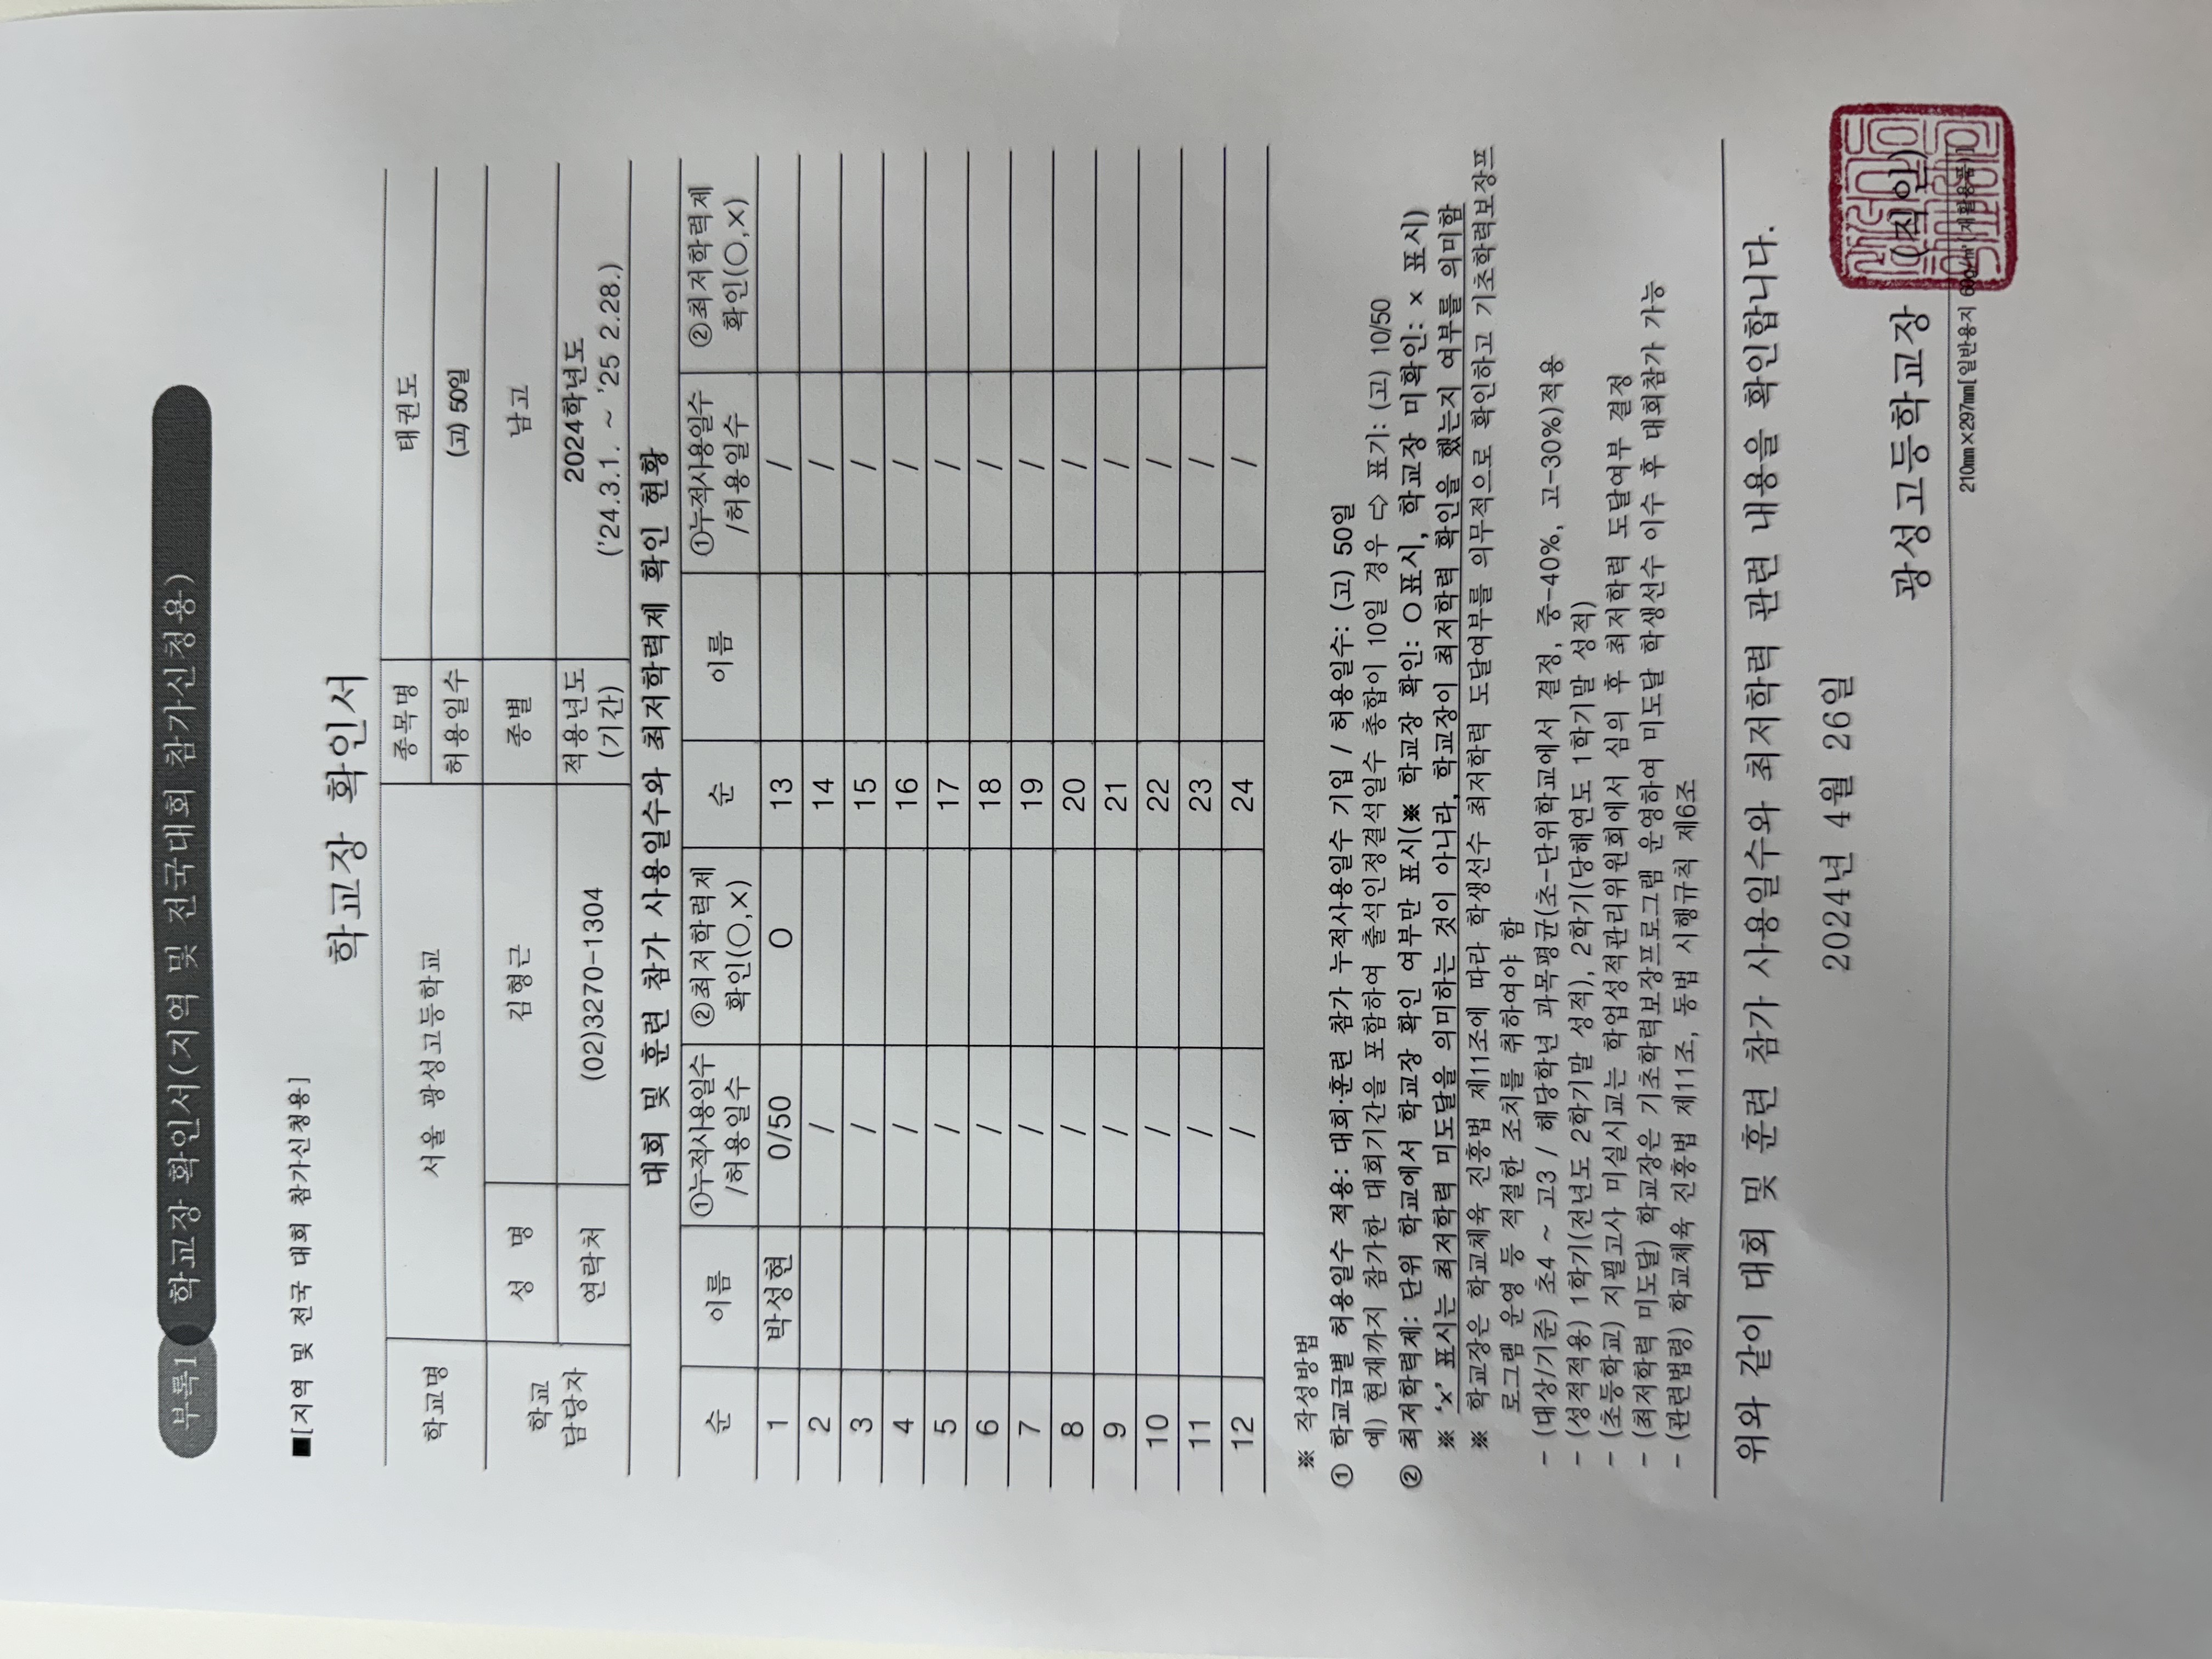 부록1 학교장 확인서(지역 및 전국대회 참가신청용)
■[지역 및 전국 대회 참가신청용]
학교장 확인서
학교명 서울 광성고등학교 종목명 태권도
허용일수 (고) 50일
학교 담당자 성 명 김형근 종별 남고
연락처 (02)3270-1304 적용년도 (기간) 2024학년도 ('24.3.1. ~ '25 2.28.)
대회 및 훈련 참가 사용일수와 최저학력제 확인 현황
순 이름 ①누적사용일수 /허용일수 ②최저학력제 확인(○,×) 순 이름 ①누적사용일수 /허용일수 ②최저학력제 확인(○,×)
1 박성현 0/50 O 13 /
2 / 14 /
3 / 15 /
4 / 16 /
5 / 17 /
6 / 18 /
7 / 19 /
8 / 20 /
9 / 21 /
10 / 22 /
11 / 23 /
12 / 24 /
※ 작성방법
① 학교급별 허용일수 적용: 대회·훈련 참가 누적사용일수 기입 / 허용일수: (고) 50일
예) 현재까지 참가한 대회기간을 포함하여 출석인정결석일수 총합이 10일 경우 ⇨ 표기: (고) 10/50
② 최저학력제: 단위 학교에서 학교장 확인 여부만 표시(※ 학교장 확인: O표시, 학교장 미확인: × 표시)
※ '×' 표시는 최저학력 미도달을 의미하는 것이 아니라, 학교장이 최저학력 확인을 했는지 여부를 의미함
※ 학교장은 학교체육 진흥법 제11조에 따라 학생선수 최저학력 도달여부를 의무적으로 확인하고 기초학력보장프
로그램 운영 등 적절한 조치를 취하여야 함
- (대상/기준) 초4 ~ 고3 / 해당학년 과목평균(초-단위학교에서 결정, 중-40%, 고-30%)적용
- (성적적용) 1학기(전년도 2학기말 성적), 2학기(당해연도 1학기말 성적)
- (초등학교) 지필고사 미실시교는 학업성적관리위원회에서 심의 후 최저학력 도달여부 결정
- (최저학력 미도달) 학교장은 기초학력보장프로그램 운영하여 미도달 학생선수 이수 후 대회참가 가능
- (관련법령) 학교체육 진흥법 제11조, 동법 시행규칙 제6조
위와 같이 대회 및 훈련 참가 사용일수와 최저학력 관련 내용을 확인합니다.
2024년 4월 26일
광성고등학교장 (직인)
210mm×297mm[일반용지 60g/㎡(재활용품)]